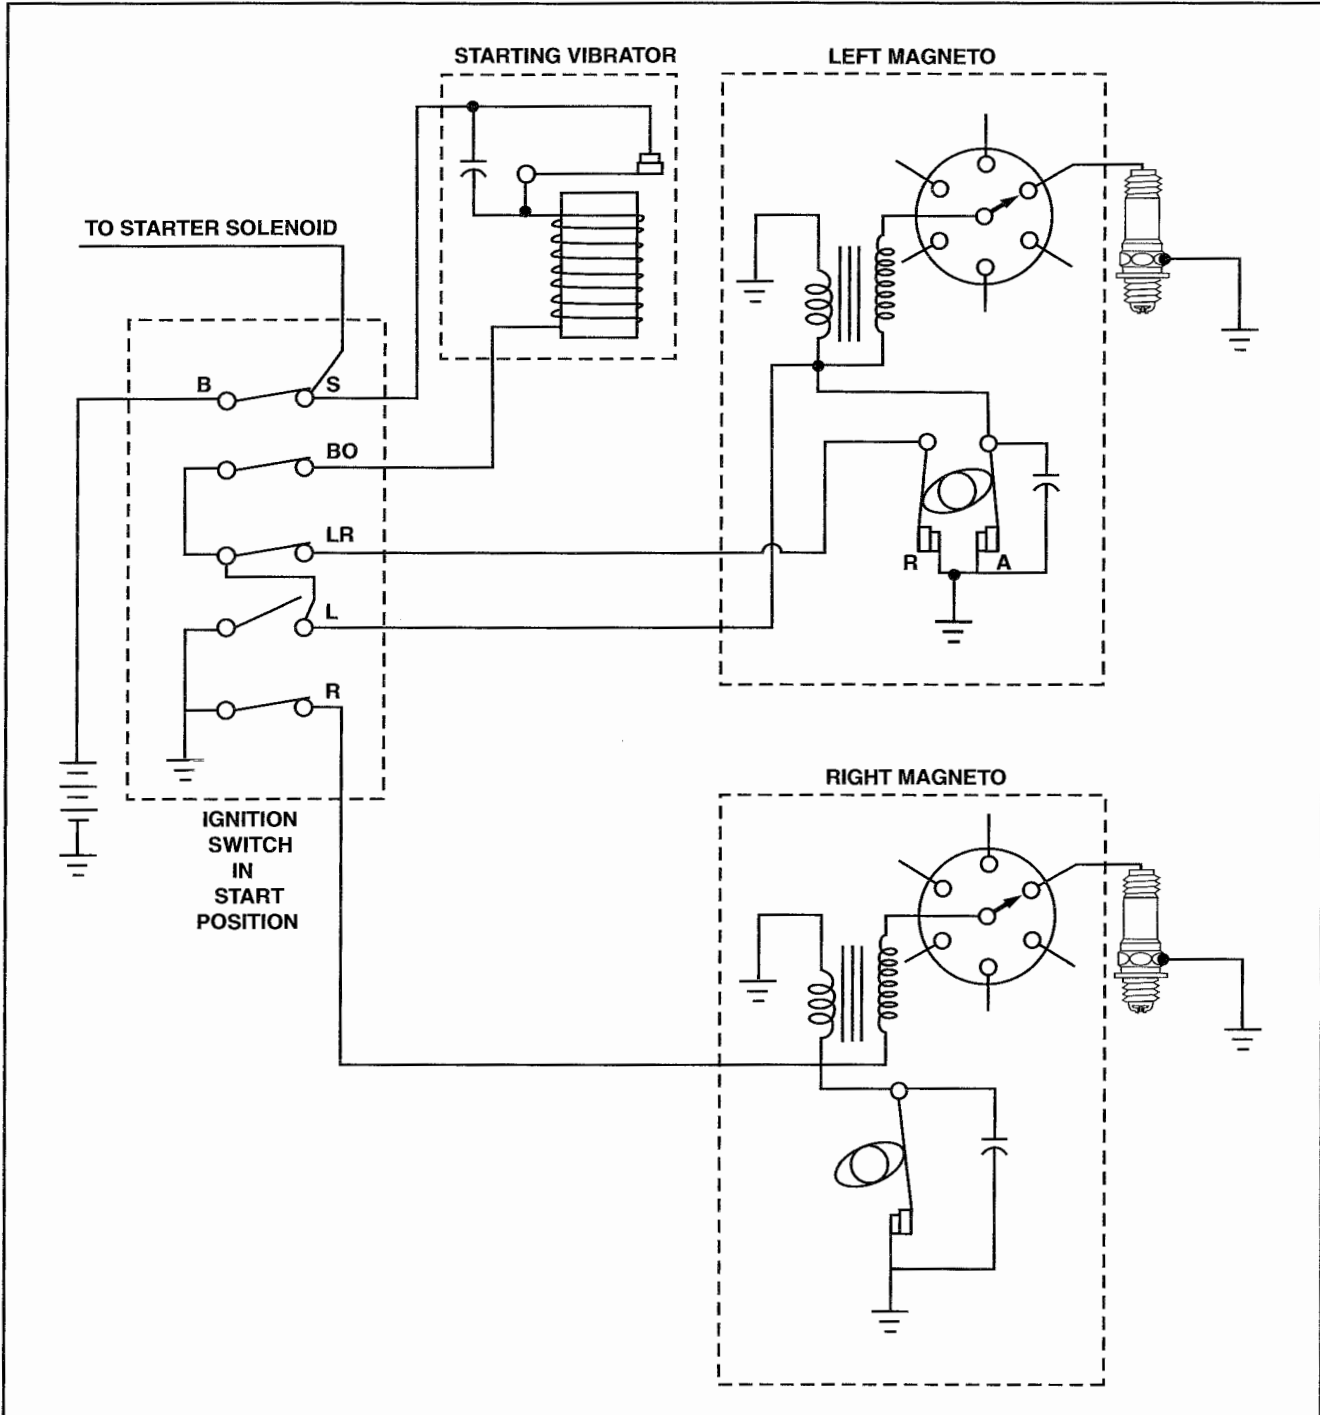 STARTING VIBRATOR
LEFT MAGNETO
TO STARTER SOLENOID
B
S
BO
LR
L
R
R
A
IGNITION
SWITCH
IN
START
POSITION
RIGHT MAGNETO